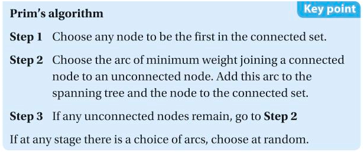 Key point
Prim's algorithm
Step 1 Choose any node to be the first in the connected set.
Step 2 Choose the arc of minimum weight joining a connected
node to an unconnected node. Add this arc to the
spanning tree and the node to the connected set.
Step 3 If any unconnected nodes remain, go to Step 2
If at any stage there is a choice of arcs, choose at random.